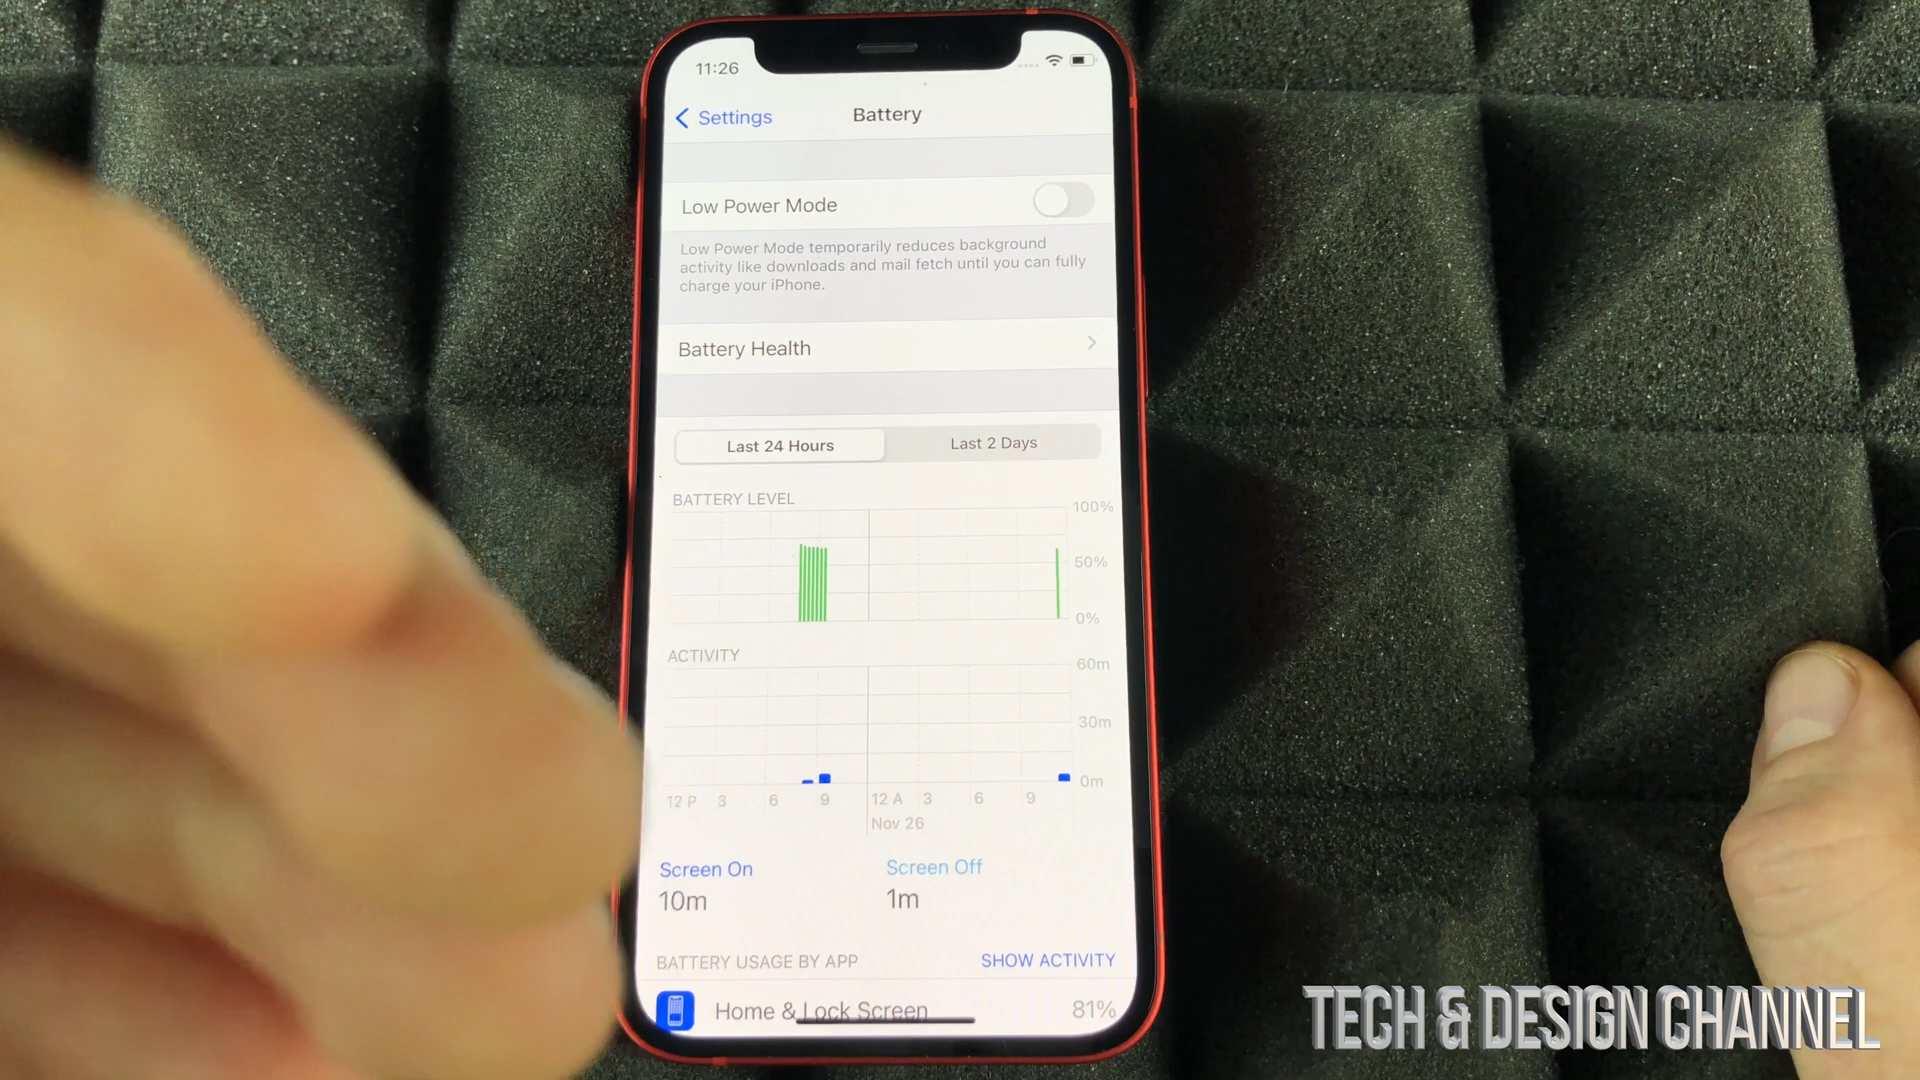 11:26
Settings
Battery
Low Power Mode
Low Power Mode temporarily reduces background
activity like downloads and mail fetch until you can fully
charge your iPhone.
Battery Health
Last 24 Hours
Last 2 Days
BATTERY LEVEL
100%
50%
0%
ACTIVITY
60m
30m
0m
12 P 3 6 9 12 A 3 6 9
Nov 26
Screen On
Screen Off
10m
1m
BATTERY USAGE BY APP
SHOW ACTIVITY
Home & Lock Screen
81%
TECH & DESIGN CHANNEL